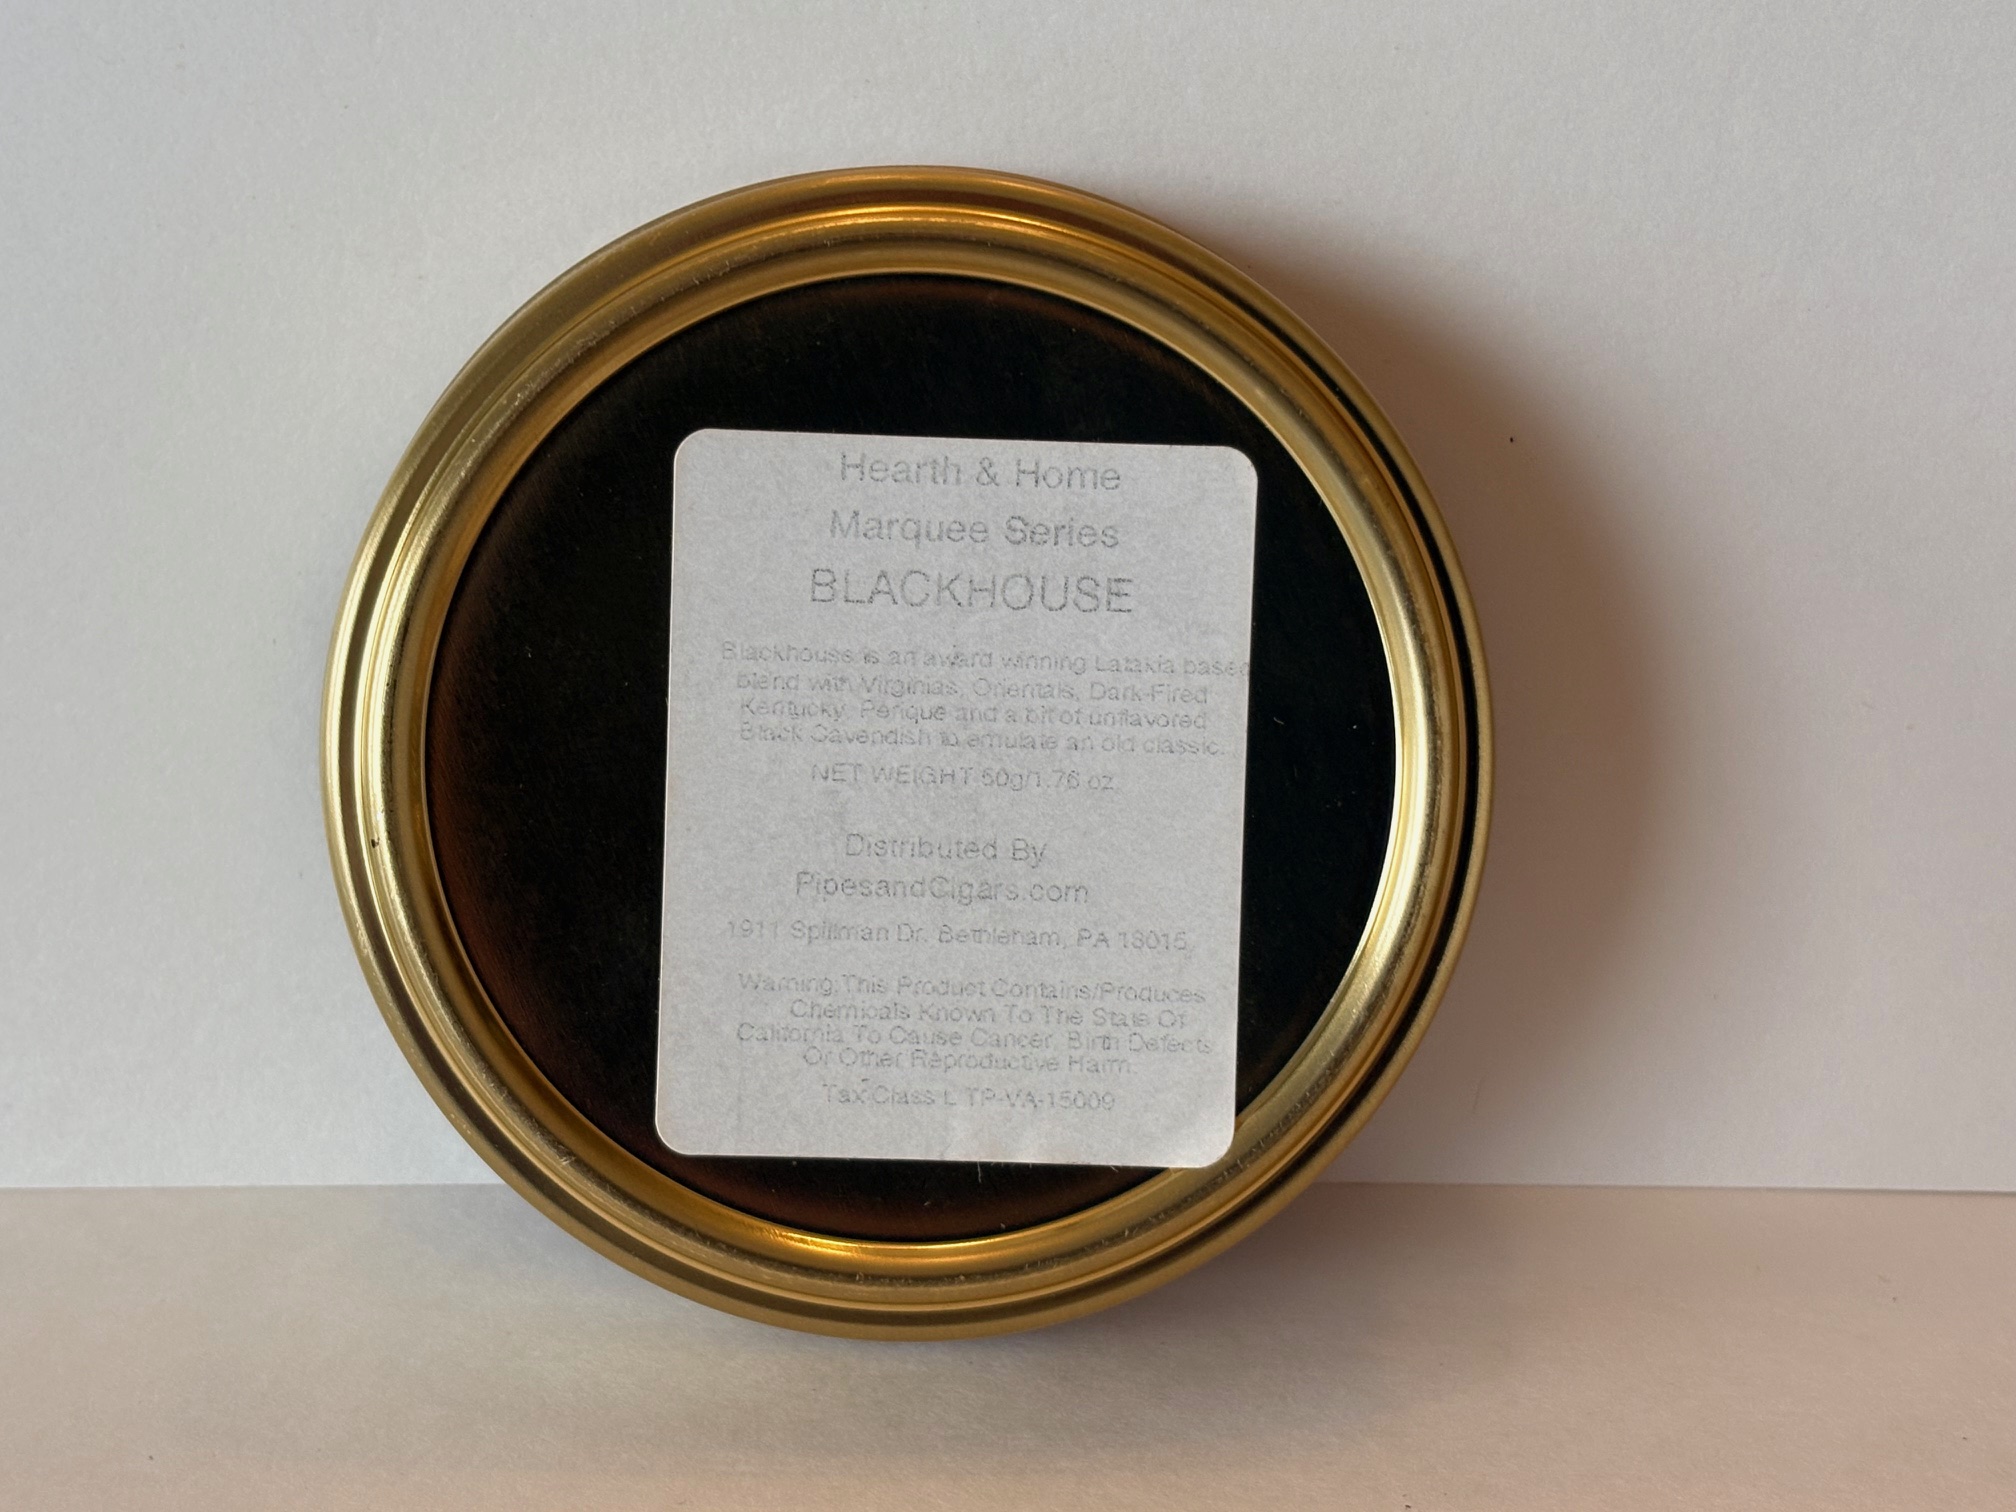 Hearth & Home
Marquee Series
BLACKHOUSE
Blackhouse is an award winning Latakia based
blend with Virginias, Orientals, Dark-Fired
Kentucky, Perique and a bit of unflavored
Black Cavendish to emulate an old classic.
NET WEIGHT 50g/1.76 oz.
Distributed By
PipesandCigars.com
1911 Spillman Dr. Bethleham, PA 18015,
Warning:This Product Contains/Produces
Chemicals Known To The State Of
California To Cause Cancer, Birth Defects
Or Other Reproductive Harm.
Tax Class L TP-VA-15009